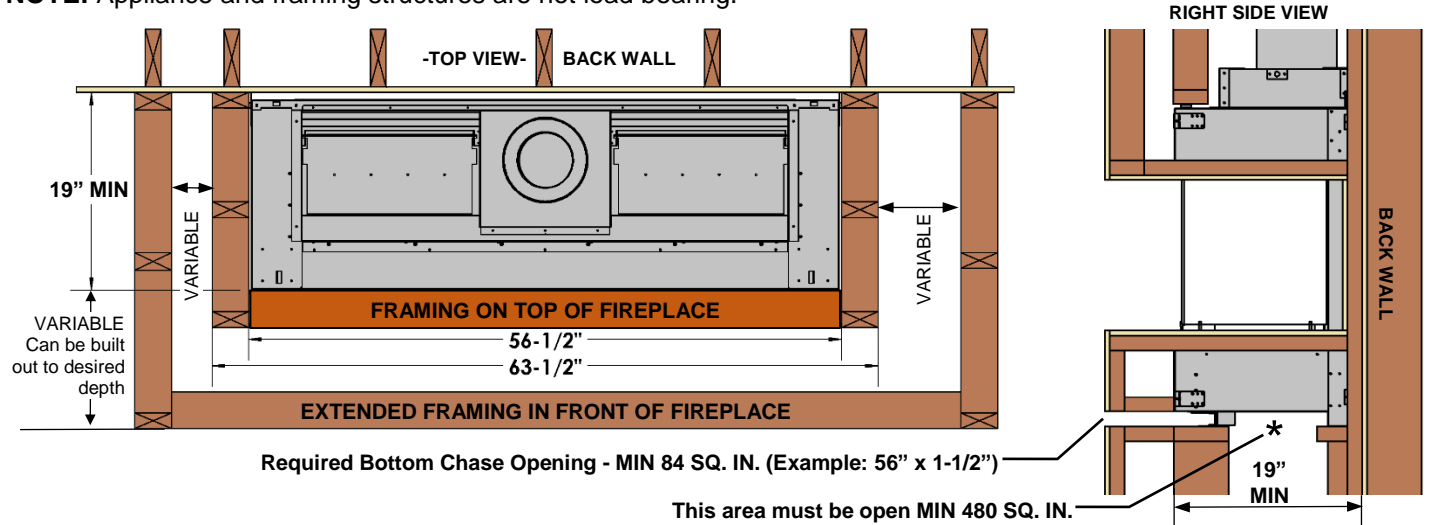 NOTE: Appliance and framing structures are not load bearing.
RIGHT SIDE VIEW
-TOP VIEW- BACK WALL
19” MIN
VARIABLE
VARIABLE
BACK WALL
FRAMING ON TOP OF FIREPLACE
56-1/2"
63-1/2"
VARIABLE
Can be built
out to desired
depth
EXTENDED FRAMING IN FRONT OF FIREPLACE
*
Required Bottom Chase Opening - MIN 84 SQ. IN. (Example: 56” x 1-1/2”)
19”
MIN
This area must be open MIN 480 SQ. IN.